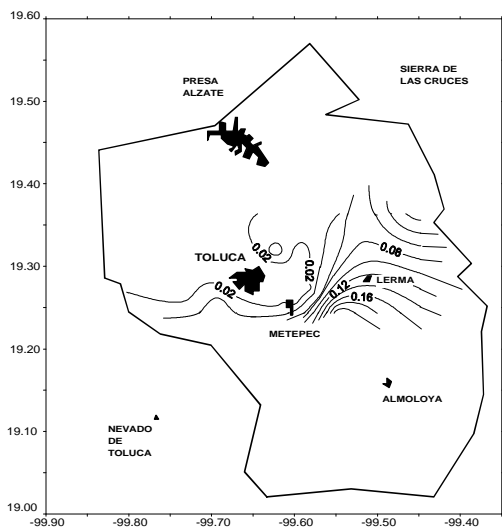 19.60
SIERRA DE
LAS CRUCES
PRESA
ALZATE
19.50
19.40
0.02
0.02
0.08
TOLUCA
19.30
0.02
0.12
LERMA
0.16
METEPEC
19.20
ALMOLOYA
NEVADO
DE
TOLUCA
19.10
19.00
-99.90 -99.80 -99.70 -99.60 -99.50 -99.40